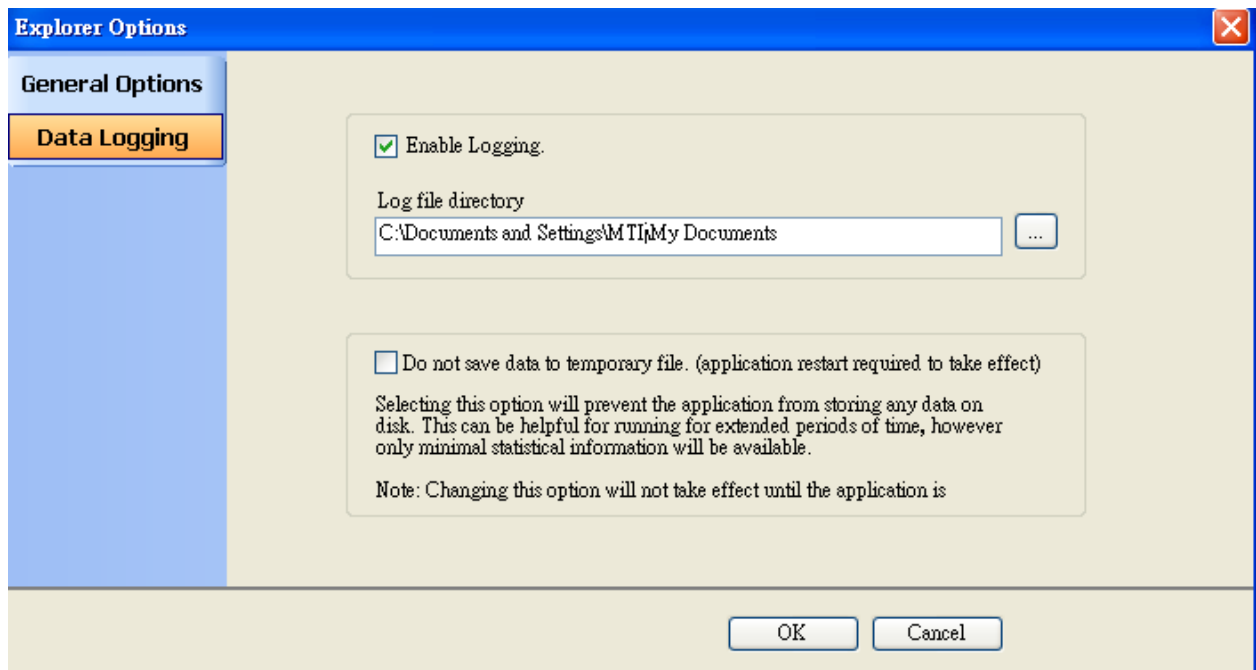 Explorer Options
General Options
Data Logging
Enable Logging.
Log file directory
C:\Documents and Settings\MTI\My Documents
...
Do not save data to temporary file. (application restart required to take effect)
Selecting this option will prevent the application from storing any data on
disk. This can be helpful for running for extended periods of time, however
only minimal statistical information will be available.
Note: Changing this option will not take effect until the application is
OK
Cancel